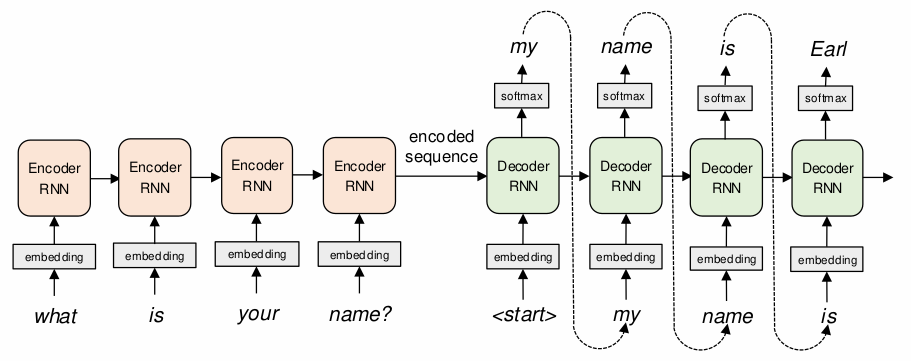 my name is Earl
softmax softmax softmax softmax
encoded
sequence
Encoder Encoder Encoder Encoder Decoder Decoder Decoder Decoder
RNN RNN RNN RNN RNN RNN RNN RNN
embedding embedding embedding embedding embedding embedding embedding embedding
what is your name? <start> my name is